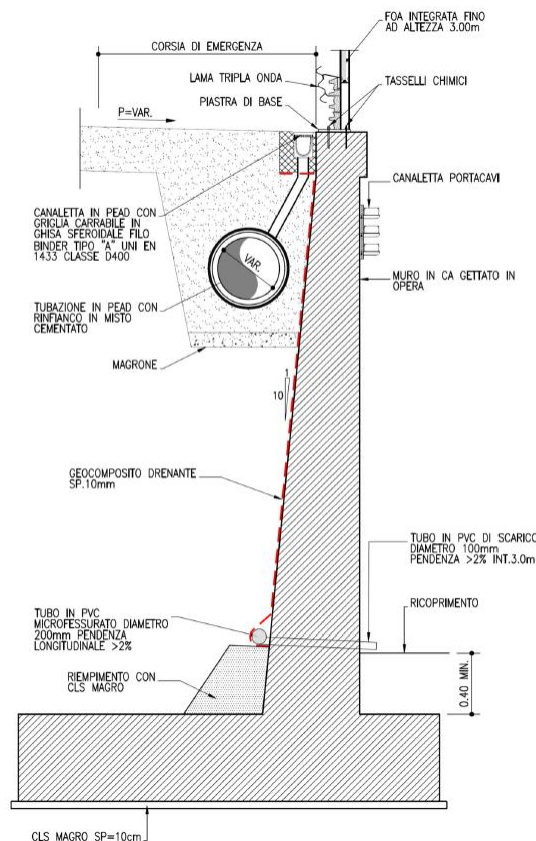 FOA INTEGRATA FINO
AD ALTEZZA 3.00m
CORSIA DI EMERGENZA
LAMA TRIPLA ONDA
TASSELLI CHIMICI
PIASTRA DI BASE
P=VAR.
CANALETTA PORTACAVI
CANALETTA IN PEAD CON
GRIGLIA CARRABILE IN
GHISA SFEROIDALE FILO
BINDER TIPO "A" UNI EN
1433 CLASSE D400
VAR.
MURO IN CA GETTATO IN
OPERA
TUBAZIONE IN PEAD CON
RINFIANCO IN MISTO
CEMENTATO
MAGRONE
1
10
GEOCOMPOSITO DRENANTE
SP.10mm
TUBO IN PVC DI SCARICO
DIAMETRO 100mm
PENDENZA >2% INT.3.0m
RICOPRIMENTO
TUBO IN PVC
MICROFESSURATO DIAMETRO
200mm PENDENZA
LONGITUDINALE >2%
0.40 MIN.
RIEMPIMENTO CON
CLS MAGRO
CLS MAGRO SP=10cm